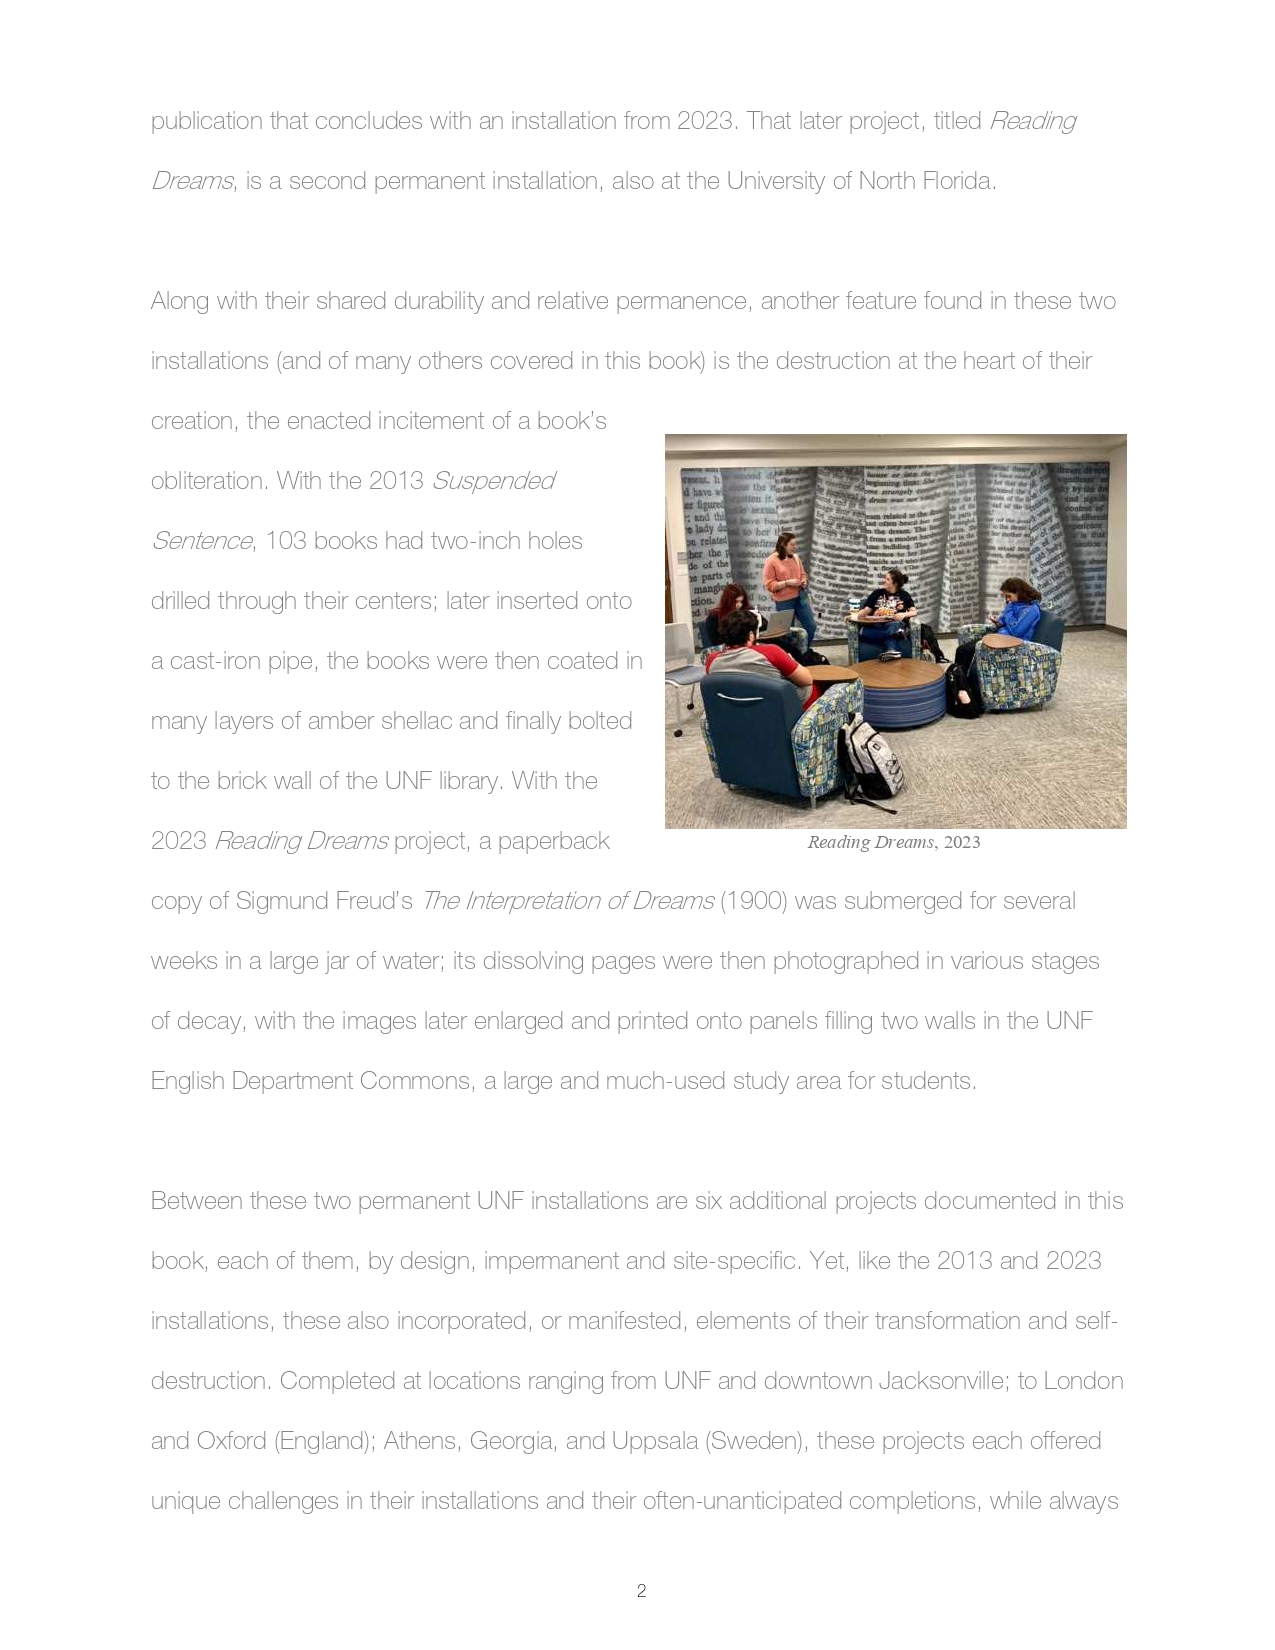 publication that concludes with an installation from 2023. That later project, titled Reading
Dreams, is a second permanent installation, also at the University of North Florida.
Along with their shared durability and relative permanence, another feature found in these two
installations (and of many others covered in this book) is the destruction at the heart of their
creation, the enacted incitement of a book’s
obliteration. With the 2013 Suspended
Sentence, 103 books had two-inch holes
drilled through their centers; later inserted onto
a cast-iron pipe, the books were then coated in
many layers of amber shellac and finally bolted
to the brick wall of the UNF library. With the
2023 Reading Dreams project, a paperback
Reading Dreams, 2023
copy of Sigmund Freud’s The Interpretation of Dreams (1900) was submerged for several
weeks in a large jar of water; its dissolving pages were then photographed in various stages
of decay, with the images later enlarged and printed onto panels filling two walls in the UNF
English Department Commons, a large and much-used study area for students.
Between these two permanent UNF installations are six additional projects documented in this
book, each of them, by design, impermanent and site-specific. Yet, like the 2013 and 2023
installations, these also incorporated, or manifested, elements of their transformation and self-
destruction. Completed at locations ranging from UNF and downtown Jacksonville; to London
and Oxford (England); Athens, Georgia, and Uppsala (Sweden), these projects each offered
unique challenges in their installations and their often-unanticipated completions, while always
2